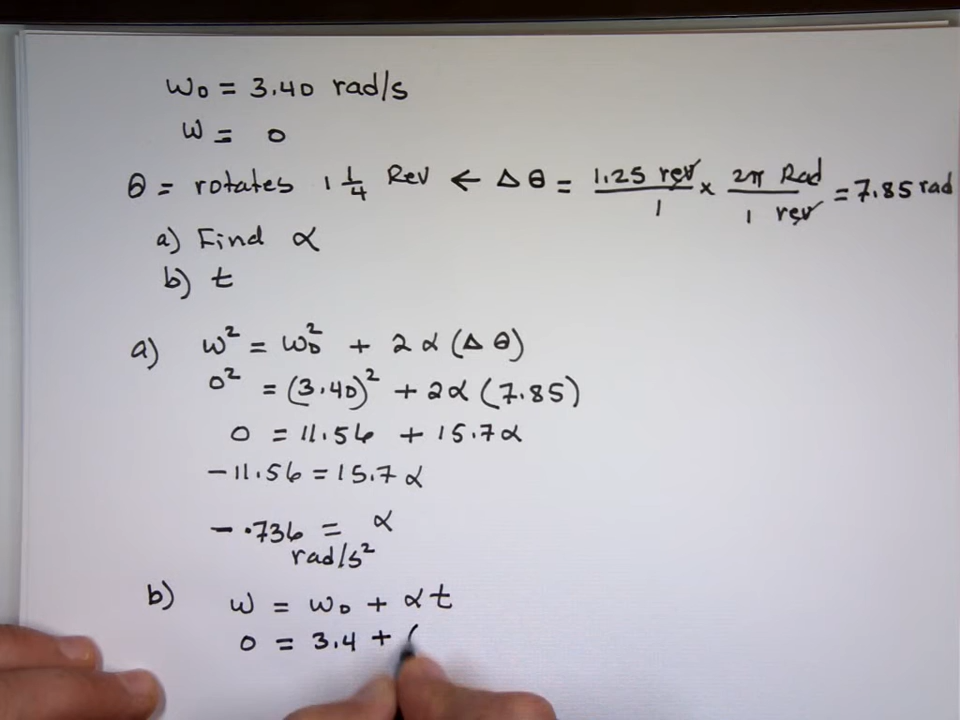 ω₀ = 3.40 rad/s
ω = 0
θ = rotates 1 1/4 Rev ← Δθ = 1.25 rev/1 × 2π Rad/1 rev = 7.85 rad
a) Find α
b) t
a) ω² = ω₀² + 2α(Δθ)
0² = (3.40)² + 2α(7.85)
0 = 11.56 + 15.7α
-11.56 = 15.7α
-.736 = α
rad/s²
b) ω = ω₀ + αt
0 = 3.4 + (